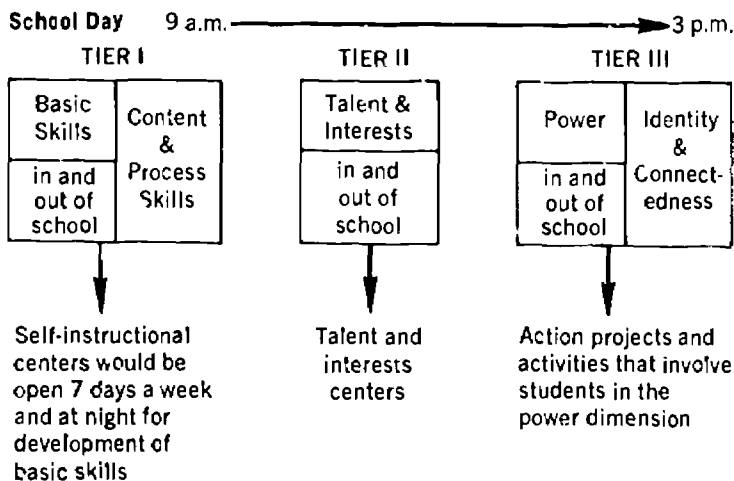 School Day 9 a.m. 3 p.m.
TIER I
Basic
Skills
in and
out of
school
Content
&
Process
Skills
Self-instructional
centers would be
open 7 days a week
and at night for
development of
basic skills
TIER II
Talent &
Interests
in and
out of
school
Talent and
interests
centers
TIER III
Power
in and
out of
school
Identity
&
Connect-
edness
Action projects and
activities that involve
students in the
power dimension